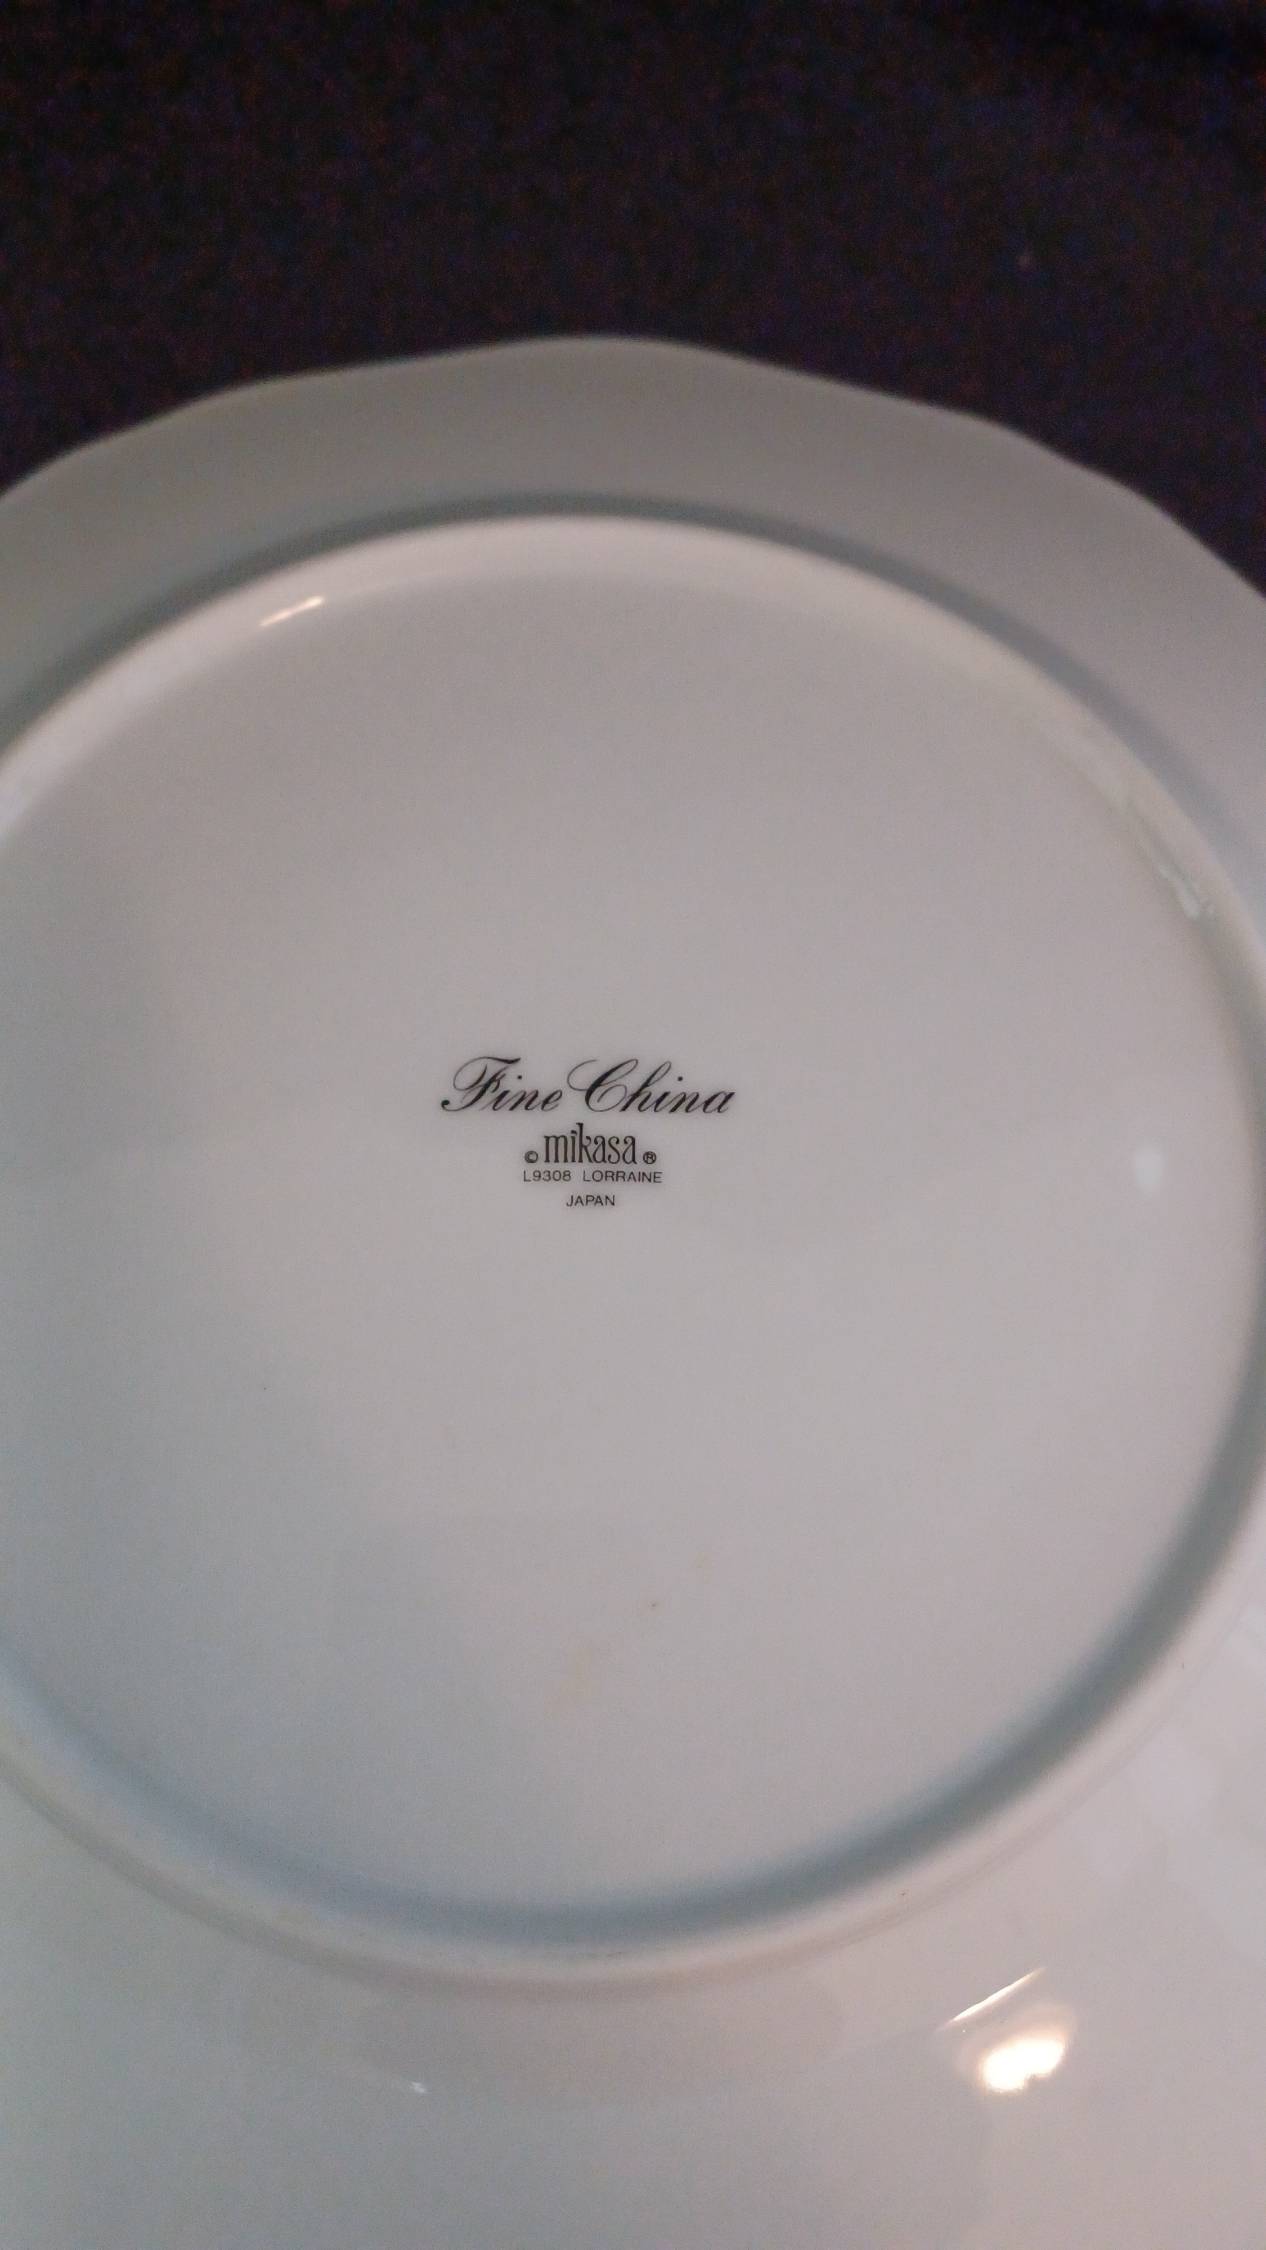 Fine China
© mikasa ®
L9308 LORRAINE
JAPAN